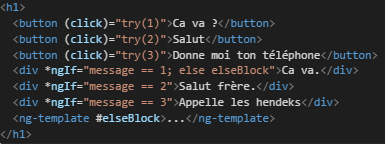 <h1>
<button (click)="try(1)">Ca va ?</button>
<button (click)="try(2)">Salut</button>
<button (click)="try(3)">Donne moi ton téléphone</button>
<div *ngIf="message == 1; else elseBlock">Ca va.</div>
<div *ngIf="message == 2">Salut frère.</div>
<div *ngIf="message == 3">Appelle les hendeks</div>
<ng-template #elseBlock>...</ng-template>
</h1>